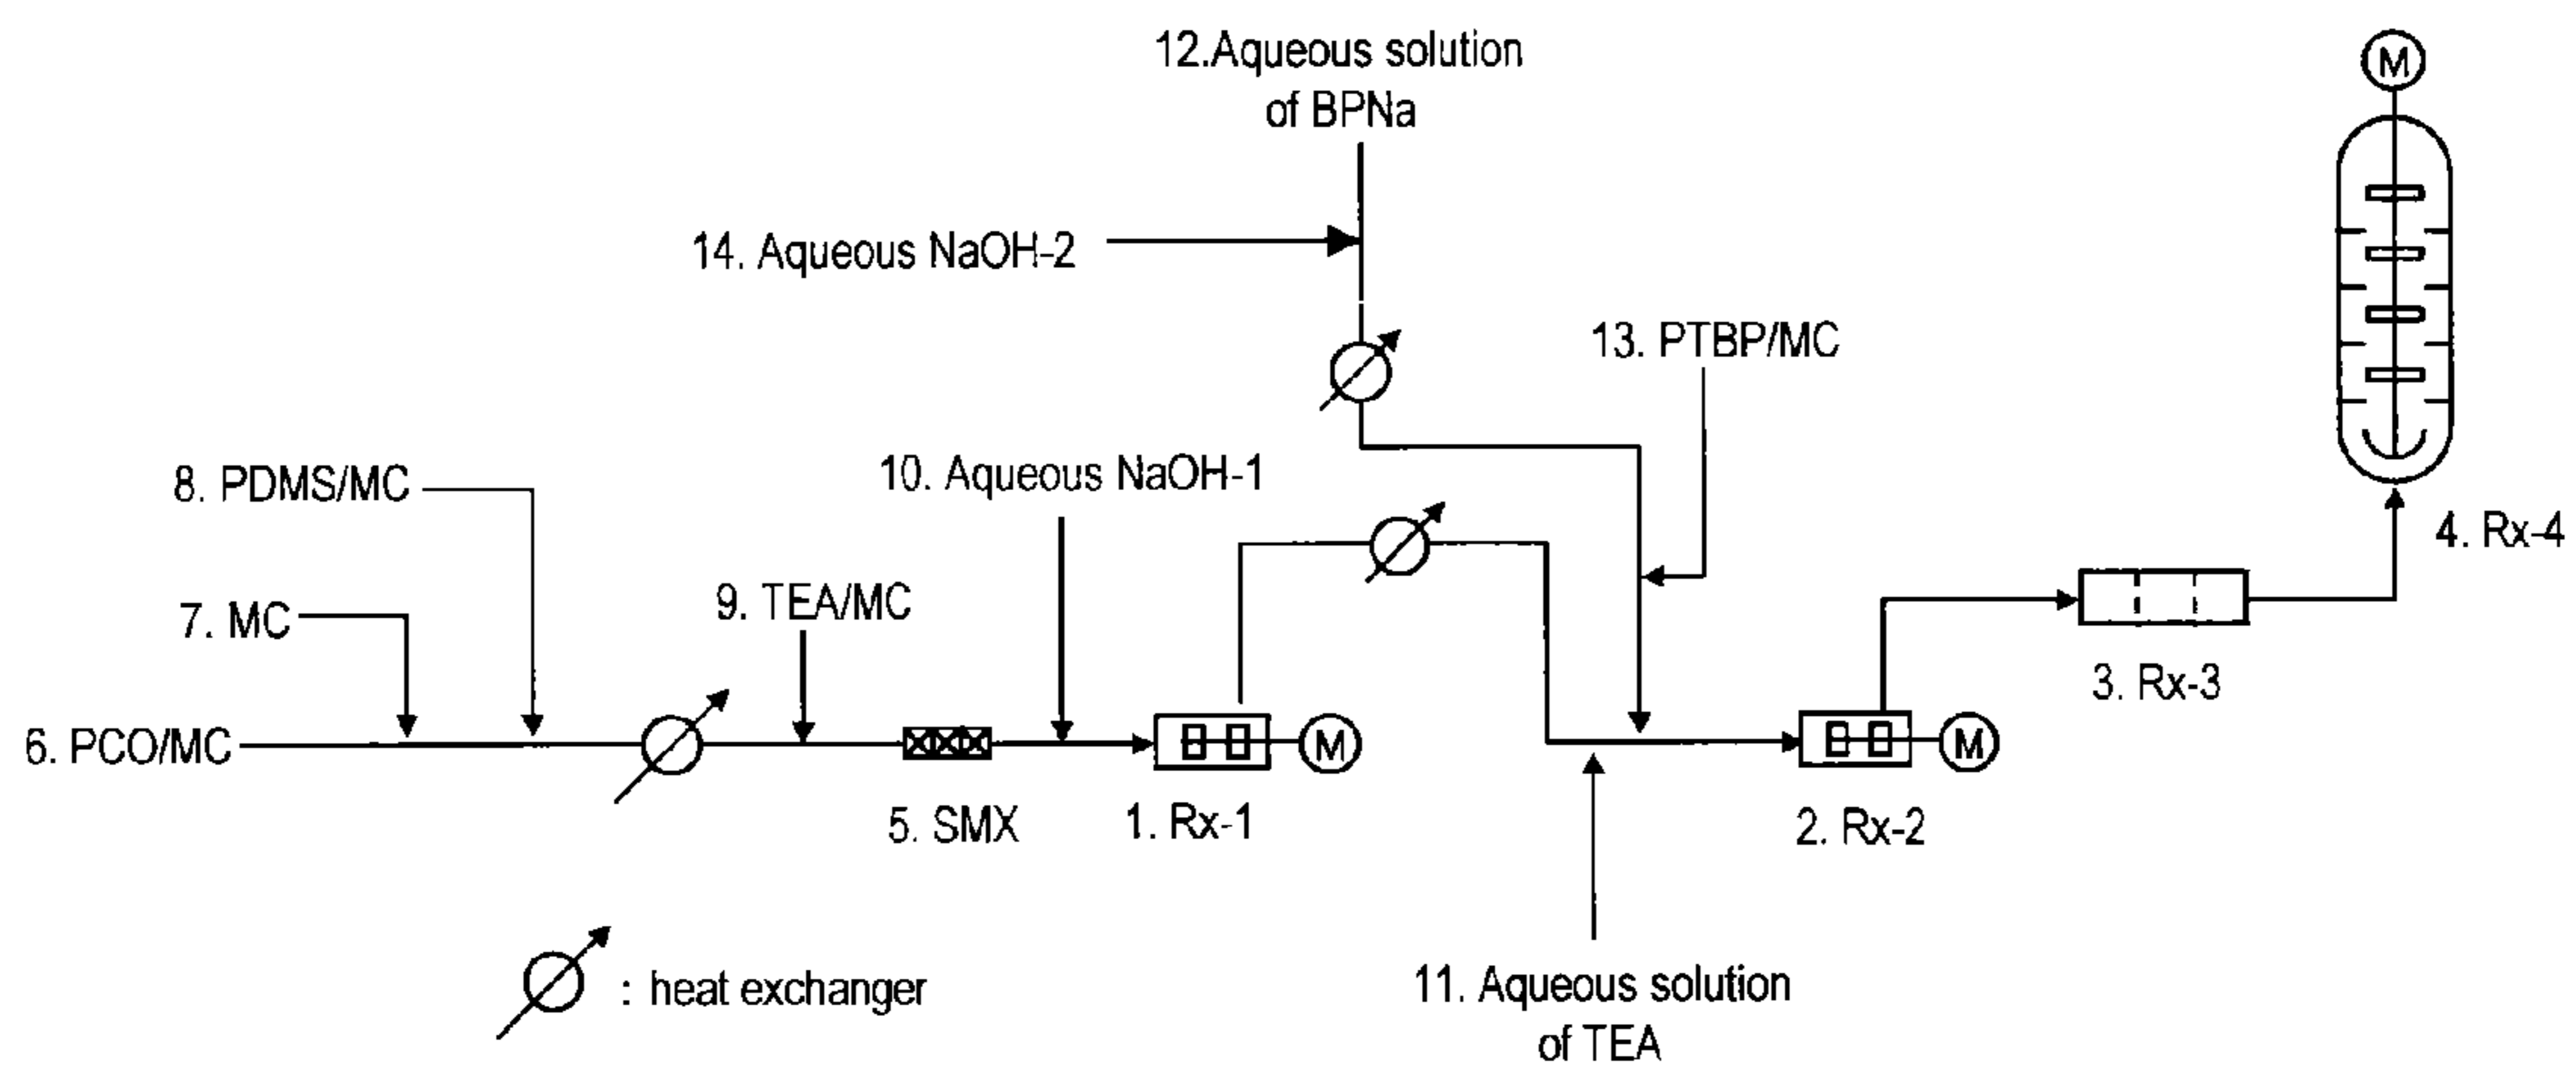 12.Aqueous solution
of BPNa
M
14. Aqueous NaOH-2
13. PTBP/MC
8. PDMS/MC
10. Aqueous NaOH-1
4. Rx-4
9. TEA/MC
7. MC
3. Rx-3
6. PCO/MC
M
M
5. SMX
1. Rx-1
2. Rx-2
: heat exchanger
11. Aqueous solution
of TEA